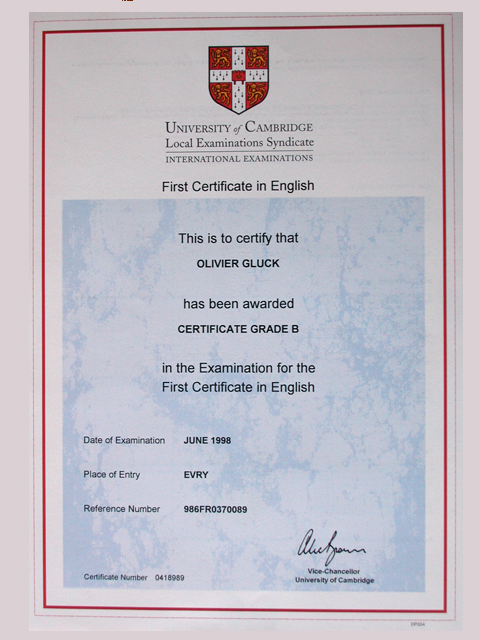 UNIVERSITY of CAMBRIDGE
Local Examinations Syndicate
INTERNATIONAL EXAMINATIONS
First Certificate in English
This is to certify that
OLIVIER GLUCK
has been awarded
CERTIFICATE GRADE B
in the Examination for the
First Certificate in English
Date of Examination JUNE 1998
Place of Entry EVRY
Reference Number 986FR0370089
Vice-Chancellor
University of Cambridge
Certificate Number 0418989